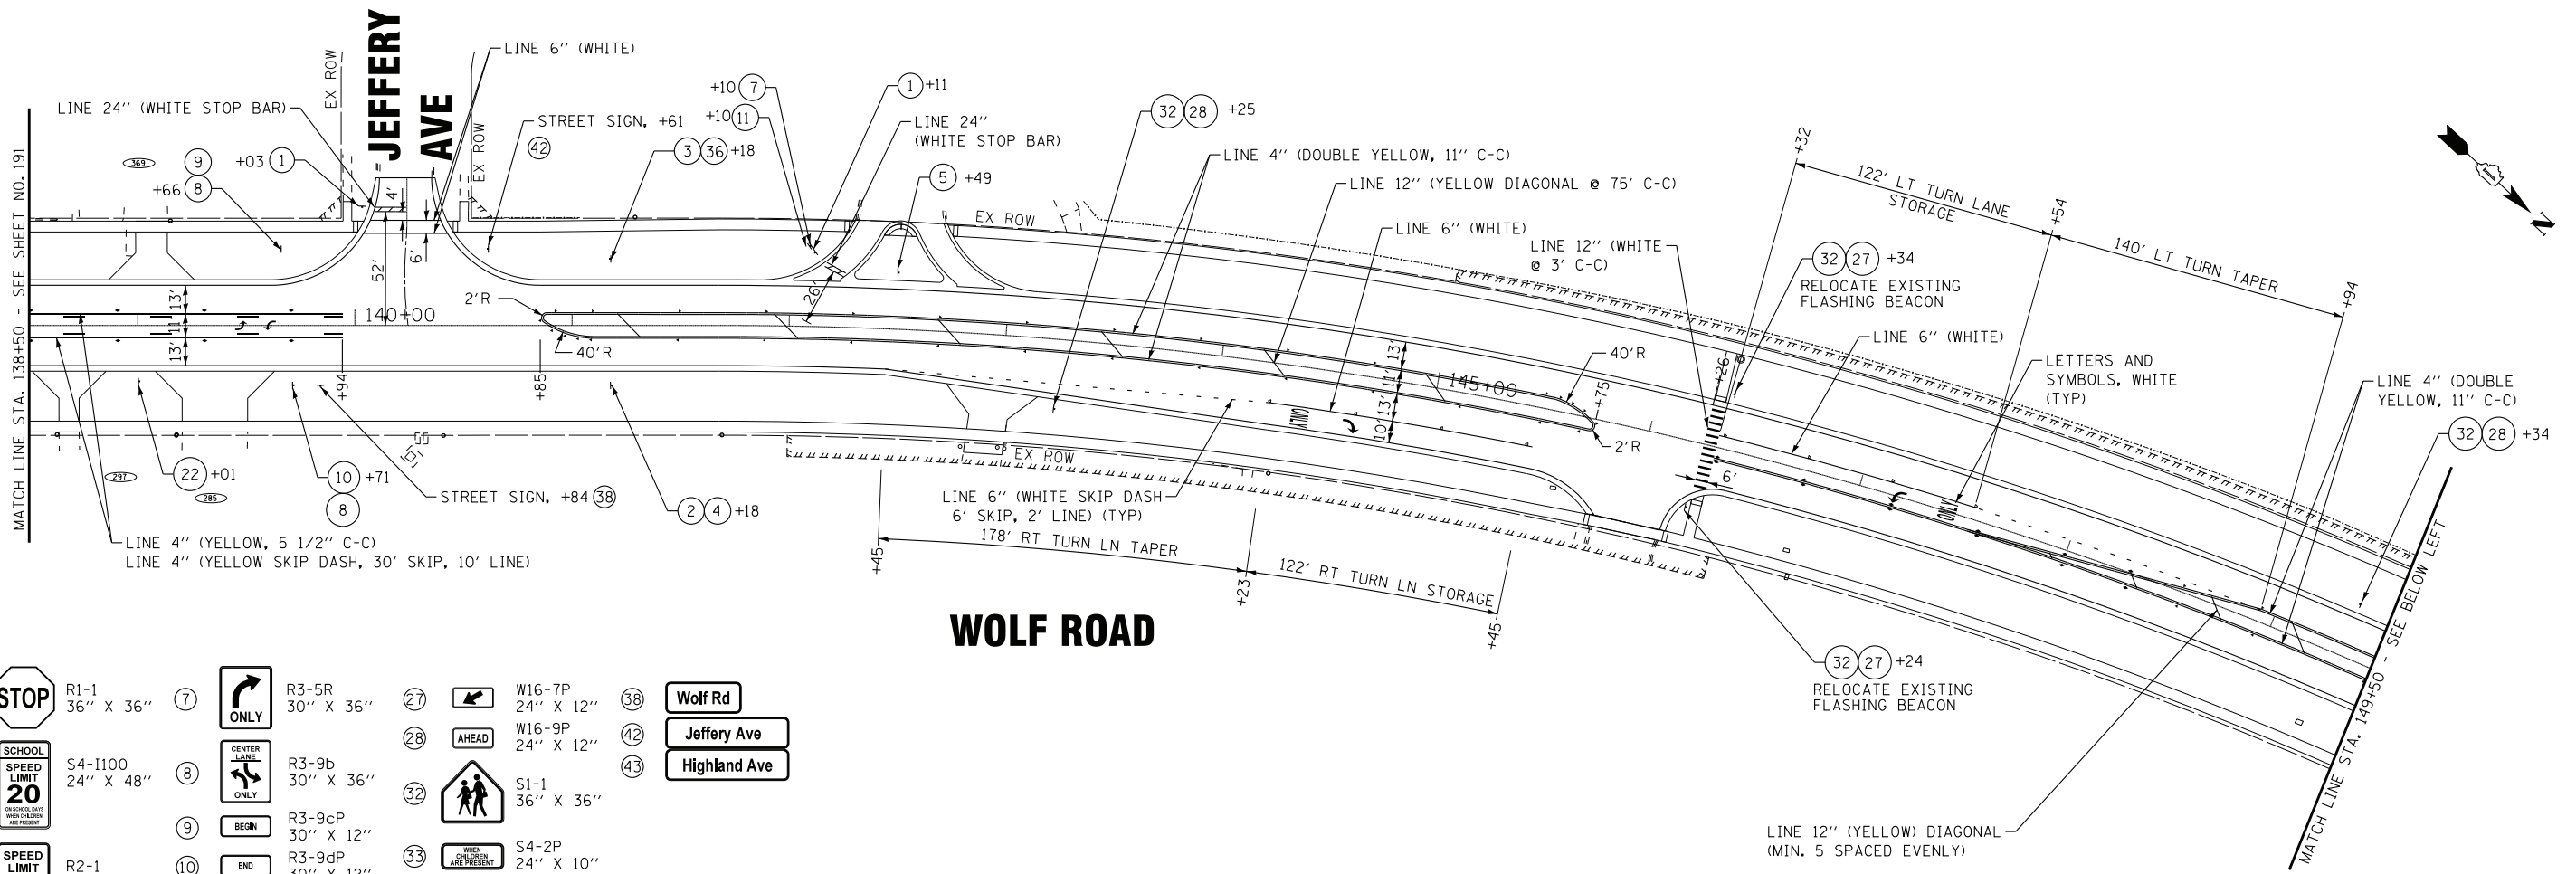 JEFFERY
AVE
WOLF ROAD
MATCH LINE STA. 138+50 - SEE SHEET NO. 191
LINE 24" (WHITE STOP BAR)
EX ROW
LINE 6" (WHITE)
EX ROW
369
9
+66 8
+03 1
4'
6'
52'
STREET SIGN, +61
42
3 36 +18
+10 7
+10 11
1 +11
LINE 24"
(WHITE STOP BAR)
5 +49
26'
EX ROW
32 28 +25
LINE 4" (DOUBLE YELLOW, 11" C-C)
LINE 12" (YELLOW DIAGONAL @ 75' C-C)
LINE 6" (WHITE)
LINE 12" (WHITE
@ 3' C-C)
+32
122' LT TURN LANE
STORAGE
+54
140' LT TURN TAPER
+94
32 27 +34
RELOCATE EXISTING
FLASHING BEACON
LINE 6" (WHITE)
LETTERS AND
SYMBOLS, WHITE
(TYP)
LINE 4" (DOUBLE
YELLOW, 11" C-C)
32 28 +34
N
13'
11'
13'
140+00
2'R
40'R
+94
+85
13'
11'
13'
10'
145+00
40'R
+75
2'R
+26
6'
ONLY
ONLY
297
22 +01
285
10 +71
8
STREET SIGN, +84 38
2 4 +18
LINE 4" (YELLOW, 5 1/2" C-C)
LINE 4" (YELLOW SKIP DASH, 30' SKIP, 10' LINE)
EX ROW
LINE 6" (WHITE SKIP DASH
6' SKIP, 2' LINE) (TYP)
+45
178' RT TURN LN TAPER
+23
122' RT TURN LN STORAGE
+45
32 27 +24
RELOCATE EXISTING
FLASHING BEACON
LINE 12" (YELLOW) DIAGONAL
(MIN. 5 SPACED EVENLY)
MATCH LINE STA. 149+50 - SEE BELOW LEFT
STOP
R1-1
36" X 36"
SCHOOL
SPEED
LIMIT
20
ON SCHOOL DAYS
WHEN CHILDREN
ARE PRESENT
S4-I100
24" X 48"
SPEED
LIMIT
R2-1
7
ONLY
R3-5R
30" X 36"
8
CENTER
LANE
ONLY
R3-9b
30" X 36"
9
BEGIN
R3-9cP
30" X 12"
10
END
R3-9dP
30" X 12"
27
W16-7P
24" X 12"
28
AHEAD
W16-9P
24" X 12"
32
S1-1
36" X 36"
33
WHEN
CHILDREN
ARE PRESENT
S4-2P
24" X 10"
38
Wolf Rd
42
Jeffery Ave
43
Highland Ave